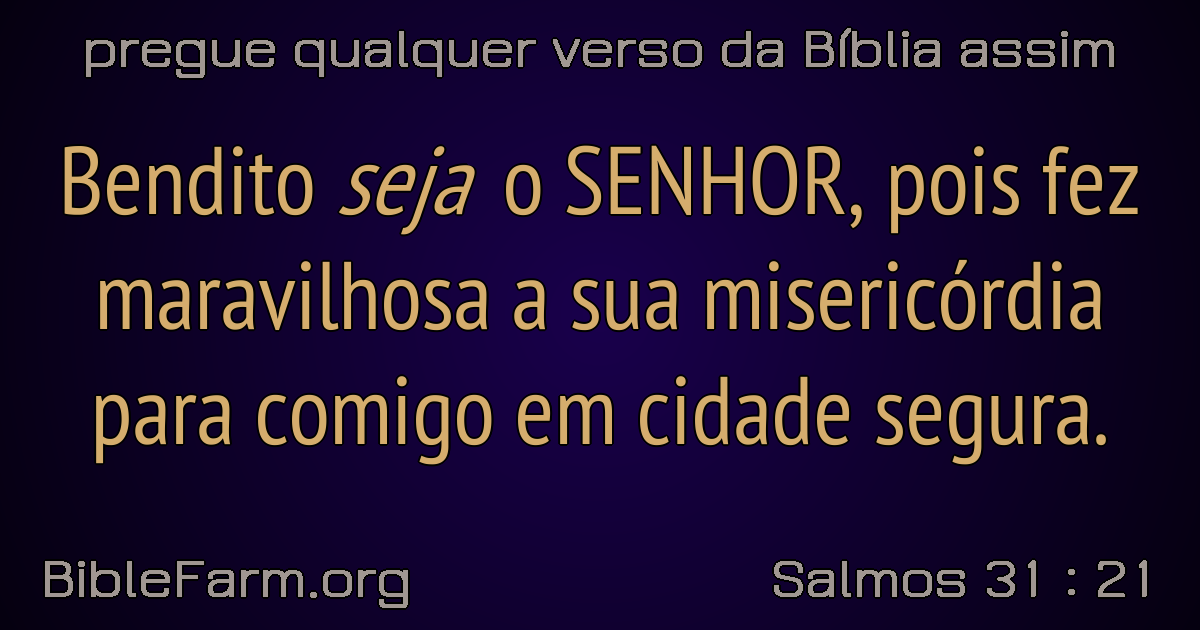 pregue qualquer verso da Bíblia assim
Bendito seja o SENHOR, pois fez
maravilhosa a sua misericórdia
para comigo em cidade segura.
BibleFarm.org
Salmos 31 : 21